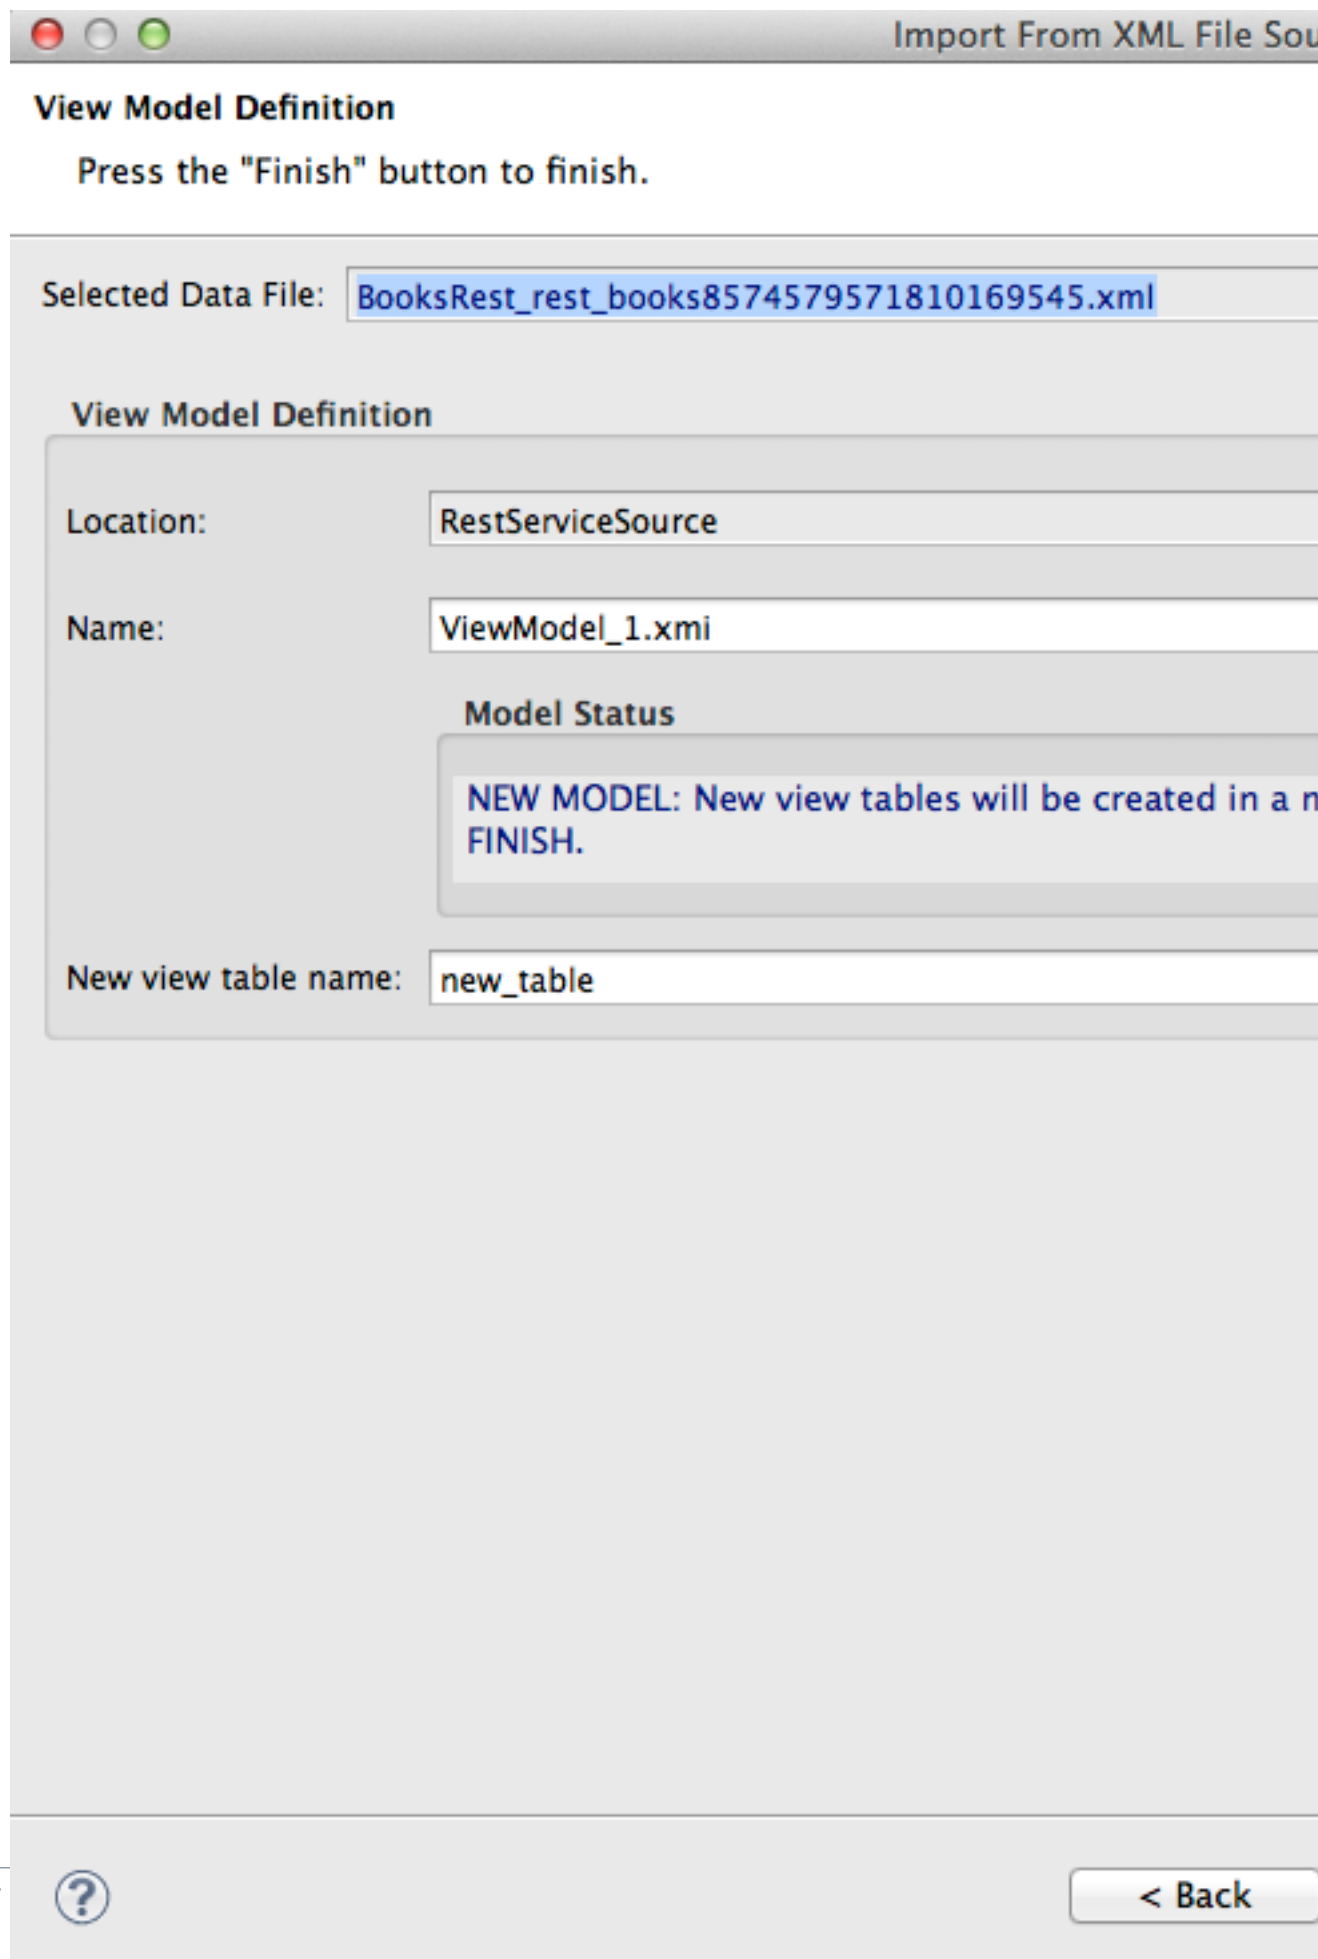 Import From XML File Sou
View Model Definition
Press the "Finish" button to finish.
Selected Data File: BooksRest_rest_books8574579571810169545.xml
View Model Definition
Location: RestServiceSource
Name: ViewModel_1.xmi
Model Status
NEW MODEL: New view tables will be created in a n
FINISH.
New view table name: new_table
?
< Back